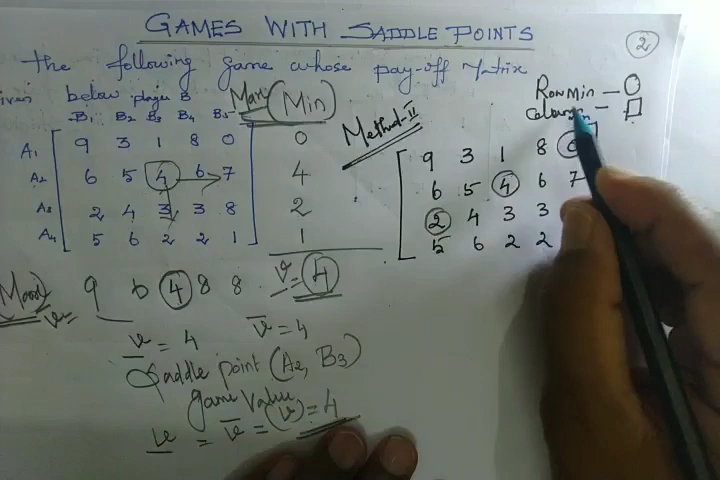 GAMES WITH SADDLE POINTS
2
the following game whose pay-off Matrix
given below player B
Max (Min)
Row Min – ○
□
Method-II
B₁ B₂ B₃ B₄ B₅
A₁ 9 3 1 8 0 0
A₂ 6 5 4 6 7 4
A₃ 2 4 3 3 8 2
A₄ 5 6 2 2 1 1
9 3 1 8 0
6 5 4 6 7
2 4 3 3
5 6 2 2
9 6 4 8 8 v = 4
v = 4 v̄ = 4
Saddle point (A₂, B₃)
game value
v = v̄ = (v) = 4